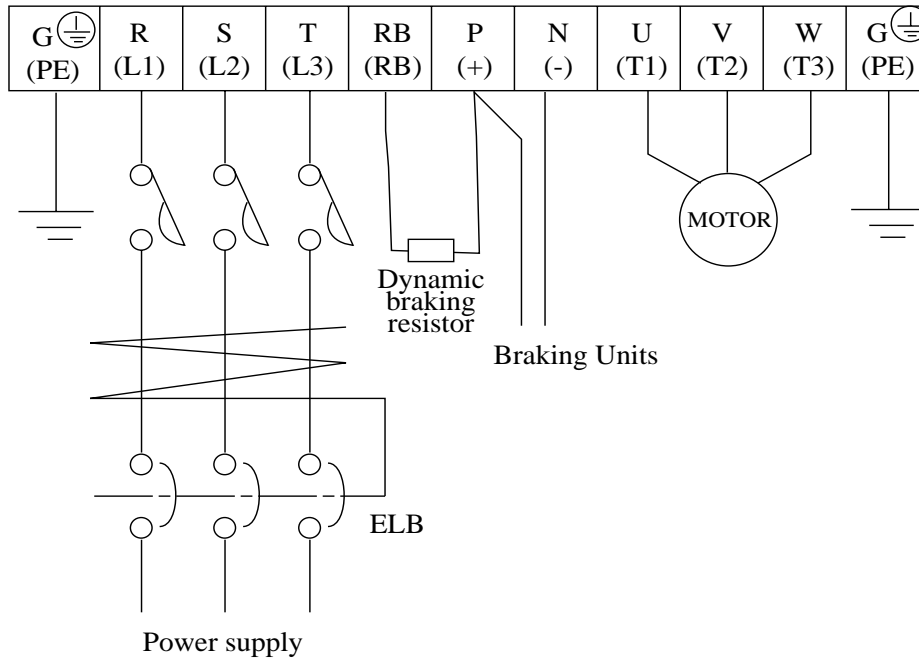 G R S T RB P N U V W G
(PE) (L1) (L2) (L3) (RB) (+) (-) (T1) (T2) (T3) (PE)
MOTOR
Dynamic
braking
resistor
Braking Units
ELB
Power supply